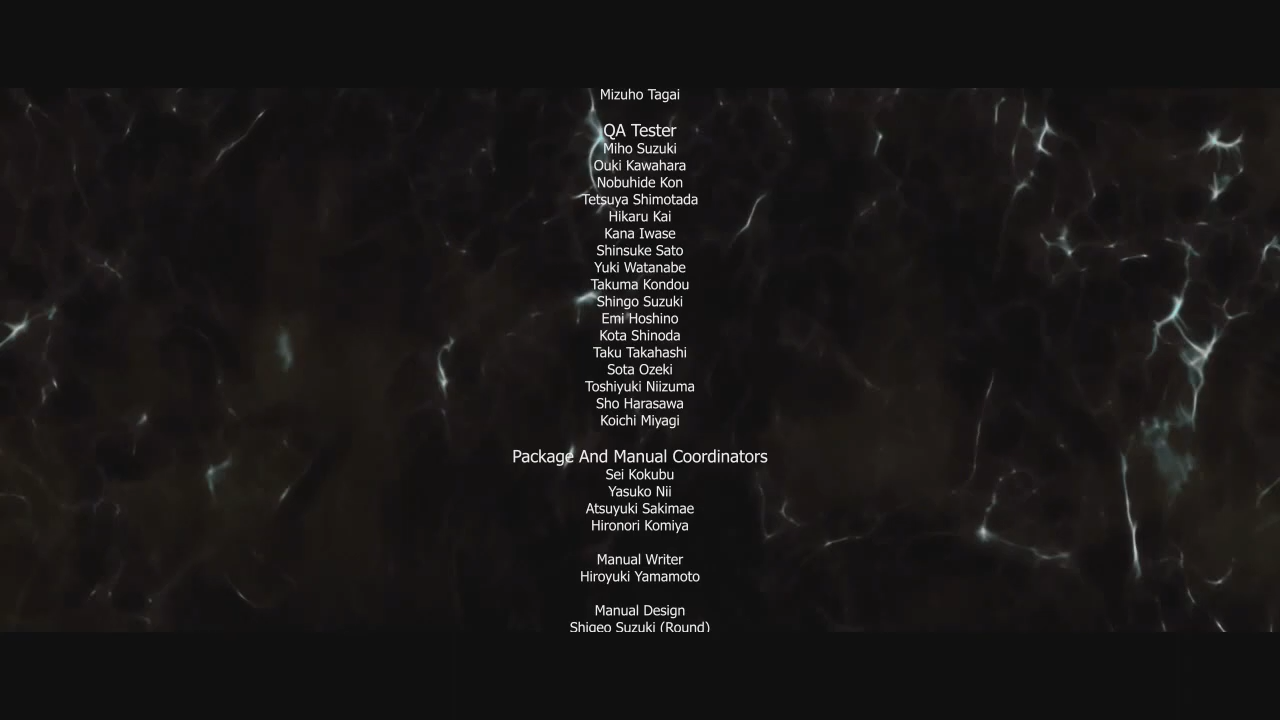 Mizuho Tagai
QA Tester
Miho Suzuki
Ouki Kawahara
Nobuhide Kon
Tetsuya Shimotada
Hikaru Kai
Kana Iwase
Shinsuke Sato
Yuki Watanabe
Takuma Kondou
Shingo Suzuki
Emi Hoshino
Kota Shinoda
Taku Takahashi
Sota Ozeki
Toshiyuki Niizuma
Sho Harasawa
Koichi Miyagi
Package And Manual Coordinators
Sei Kokubu
Yasuko Nii
Atsuyuki Sakimae
Hironori Komiya
Manual Writer
Hiroyuki Yamamoto
Manual Design
Shigeo Suzuki (Round)